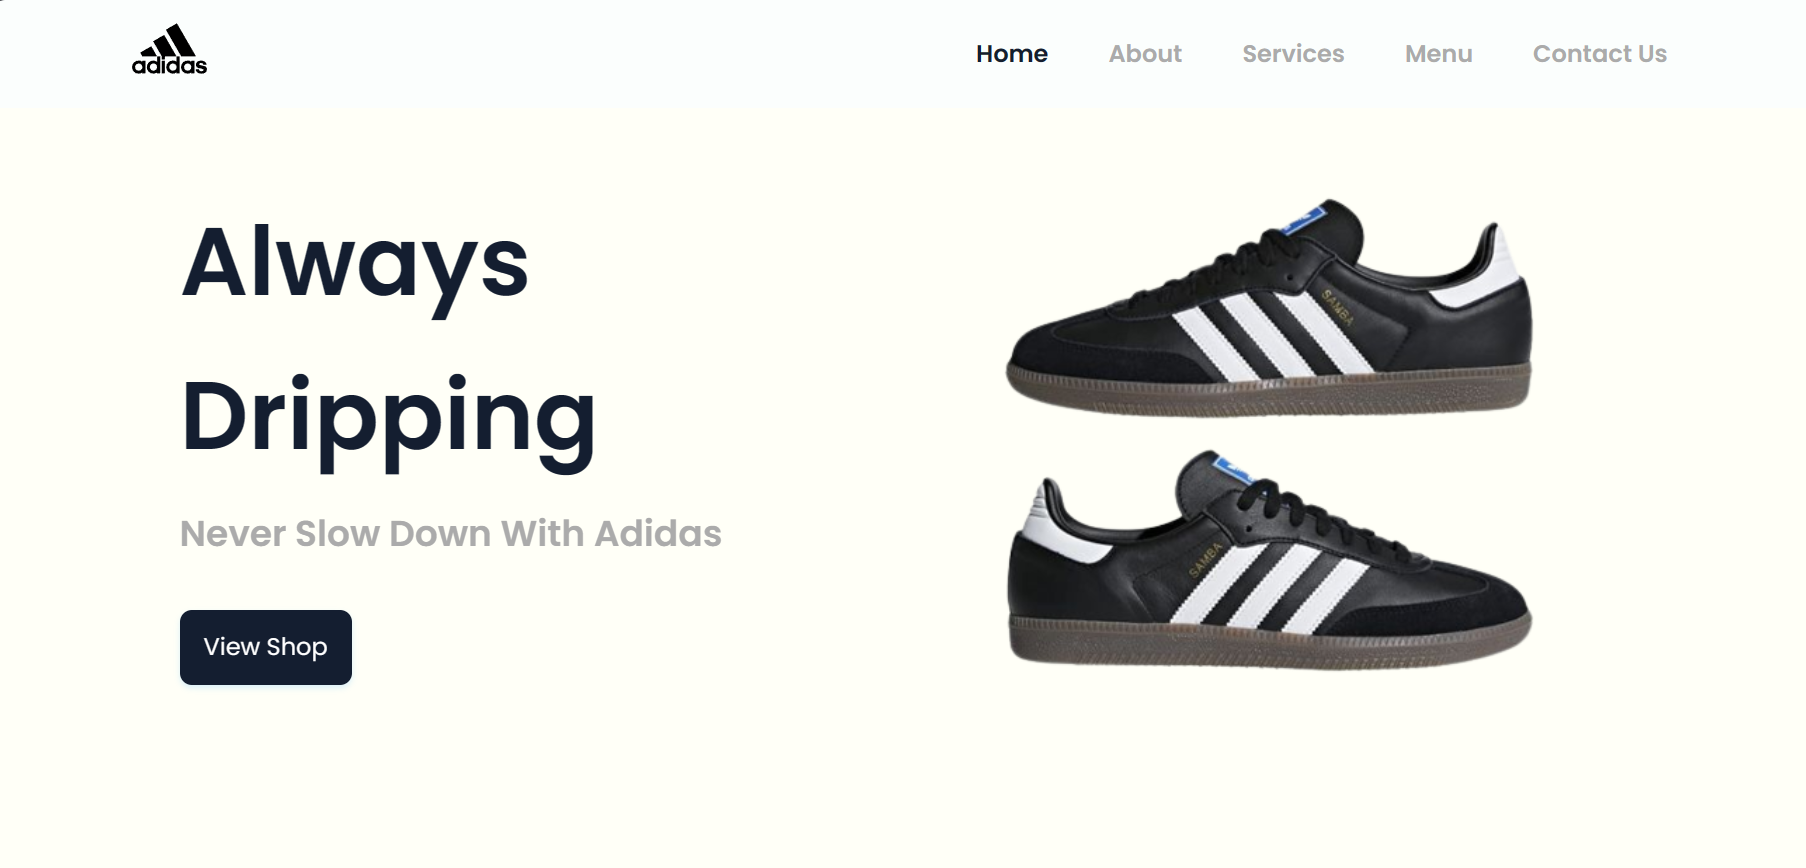 adidas
Home About Services Menu Contact Us
Always
Dripping
Never Slow Down With Adidas
View Shop
SAMBA
SAMBA